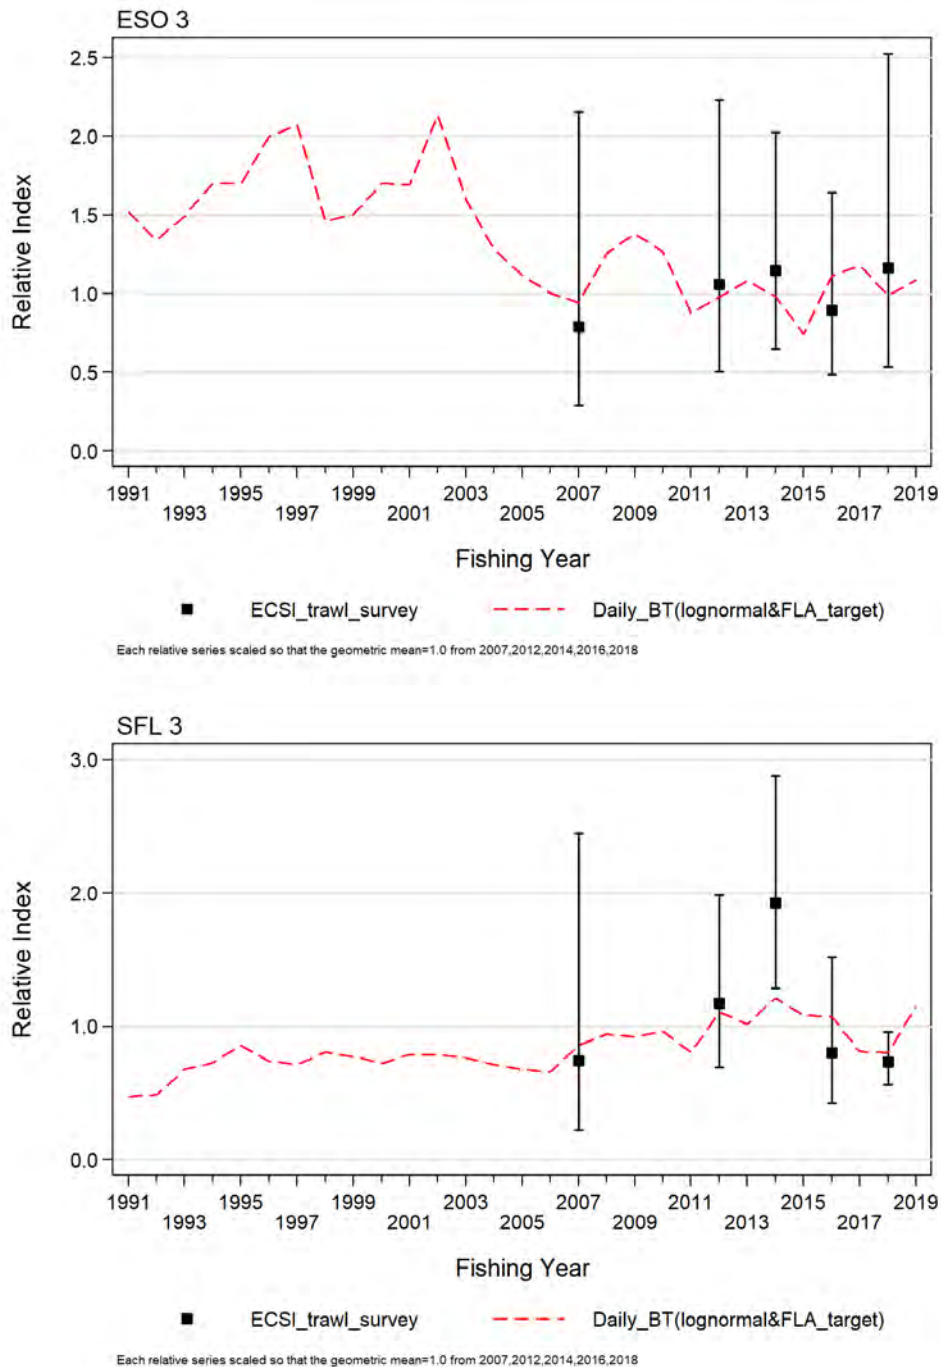 ESO 3
2.5
2.0
1.5
1.0
0.5
0.0
Relative Index
1991 1995 1999 2003 2007 2011 2015 2019
1993 1997 2001 2005 2009 2013 2017
Fishing Year
ECSI_trawl_survey Daily_BT(lognormal&FLA_target)
Each relative series scaled so that the geometric mean=1.0 from 2007,2012,2014,2016,2018
SFL 3
3.0
2.0
1.0
0.0
Relative Index
1991 1995 1999 2003 2007 2011 2015 2019
1993 1997 2001 2005 2009 2013 2017
Fishing Year
ECSI_trawl_survey Daily_BT(lognormal&FLA_target)
Each relative series scaled so that the geometric mean=1.0 from 2007,2012,2014,2016,2018